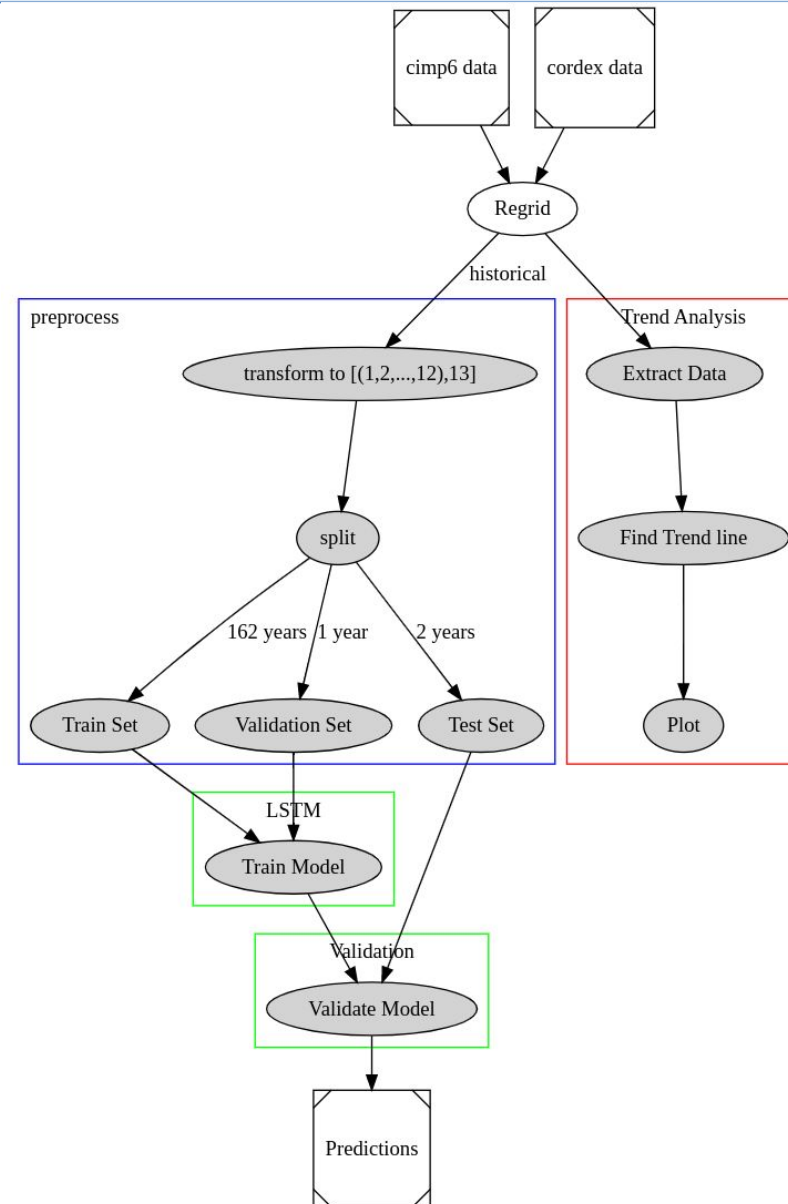 cimp6 data
cordex data
Regrid
historical
preprocess
Trend Analysis
transform to [(1,2,...,12),13]
Extract Data
split
Find Trend line
162 years
1 year
2 years
Train Set
Validation Set
Test Set
Plot
LSTM
Train Model
Validation
Validate Model
Predictions